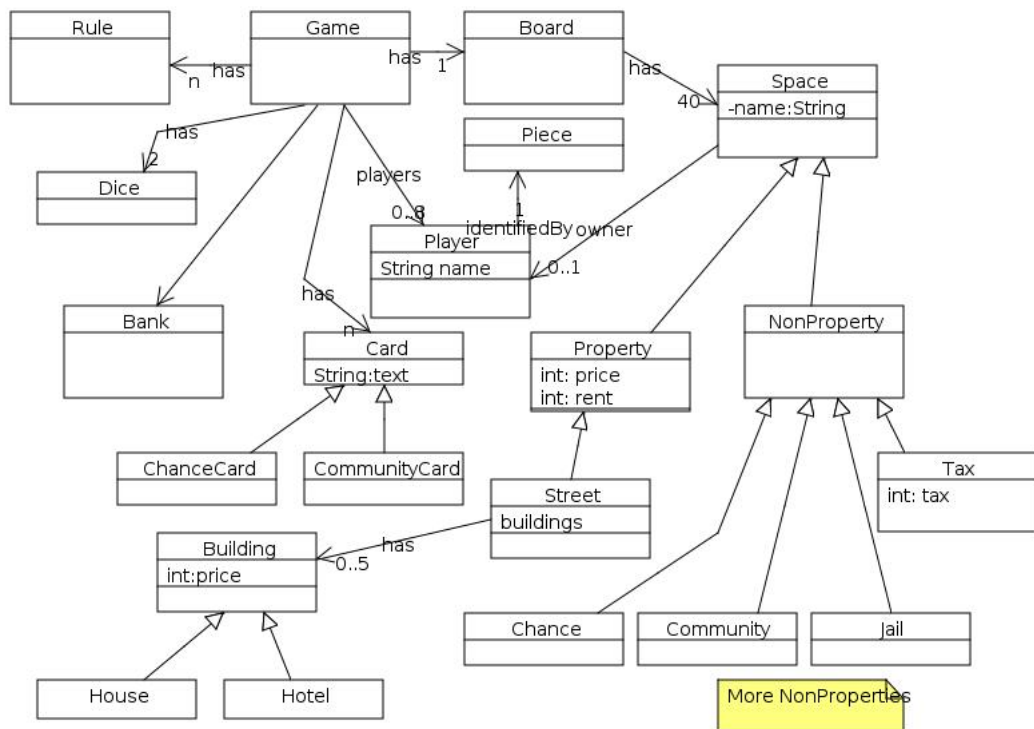 Rule
Game
Board
has
n
has
1
has
40
Space
-name:String
has
2
Dice
Piece
players
0..8
1
identifiedBy
owner
0..1
Player
String name
Bank
has
n
Card
String:text
Property
int: price
int: rent
NonProperty
ChanceCard
CommunityCard
Street
buildings
Tax
int: tax
has
0..5
Building
int:price
Chance
Community
Jail
House
Hotel
More NonProperties